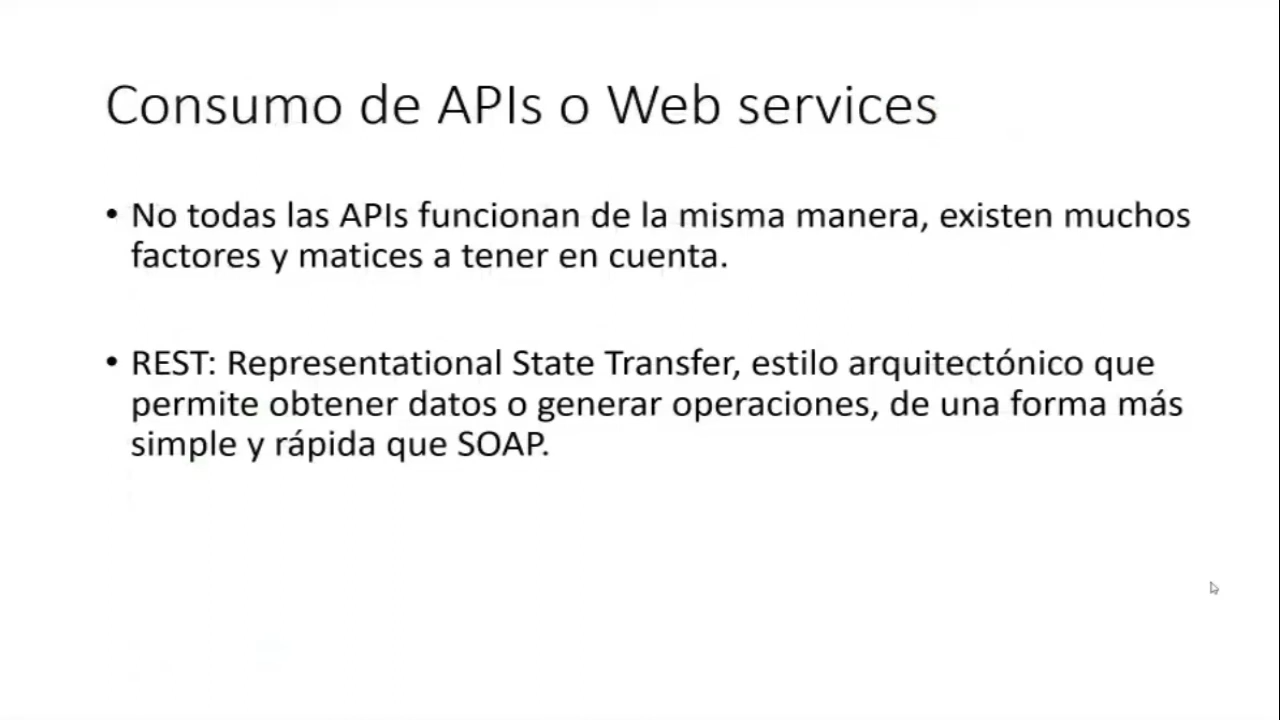 Consumo de APIs o Web services
• No todas las APIs funcionan de la misma manera, existen muchos
factores y matices a tener en cuenta.
• REST: Representational State Transfer, estilo arquitectónico que
permite obtener datos o generar operaciones, de una forma más
simple y rápida que SOAP.